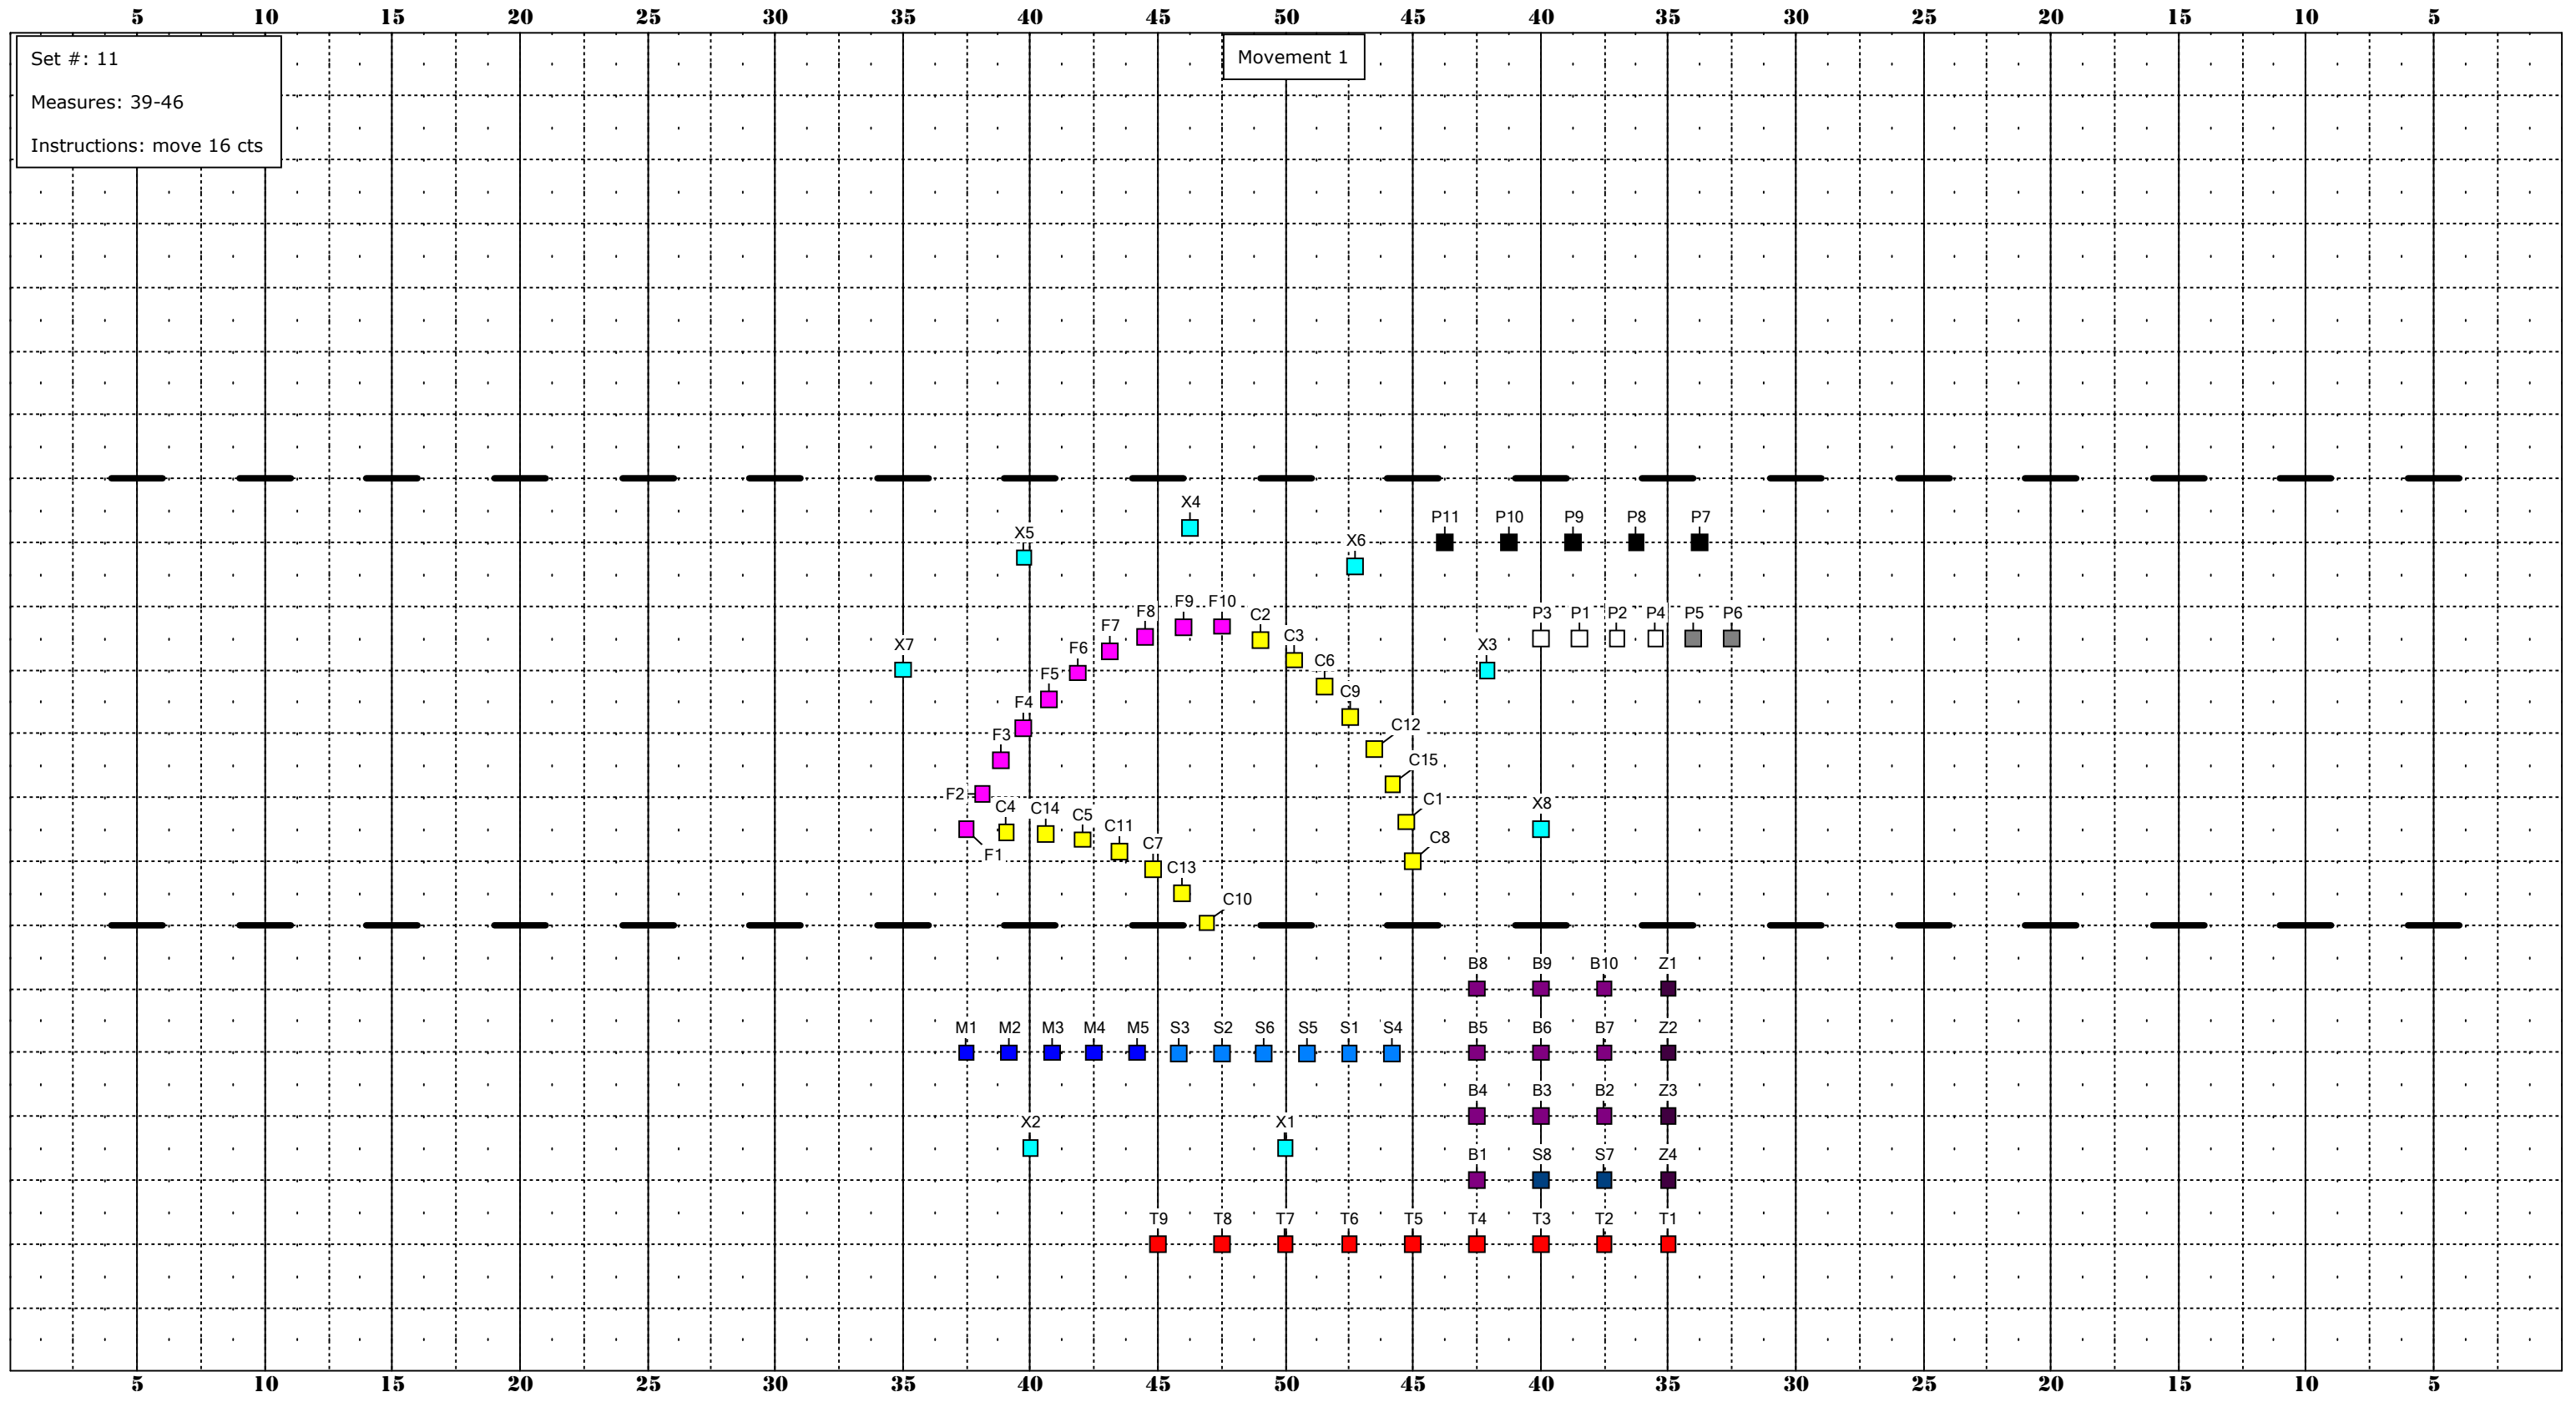 5 10 15 20 25 30 35 40 45 50 45 40 35 30 25 20 15 10 5
Set #: 11
Movement 1
Measures: 39-46
Instructions: move 16 cts
X4
P11 P10 P9 P8 P7
X5
X6
F9 F10
F8 C2
P3 P1 P2 P4 P5 P6
F7
C3
X7
X3
F6
C6
F5
C9
F4
C12
F3
C15
F2
C4 C14 C1 X8
C5
C11
F1
C7 C8
C13
C10
B8 B9 B10 Z1
M1 M2 M3 M4 M5 S3 S2 S6 S5 S1 S4 B5 B6 B7 Z2
B4 B3 B2 Z3
X2 X1
B1 S8 S7 Z4
T9 T8 T7 T6 T5 T4 T3 T2 T1
5 10 15 20 25 30 35 40 45 50 45 40 35 30 25 20 15 10 5